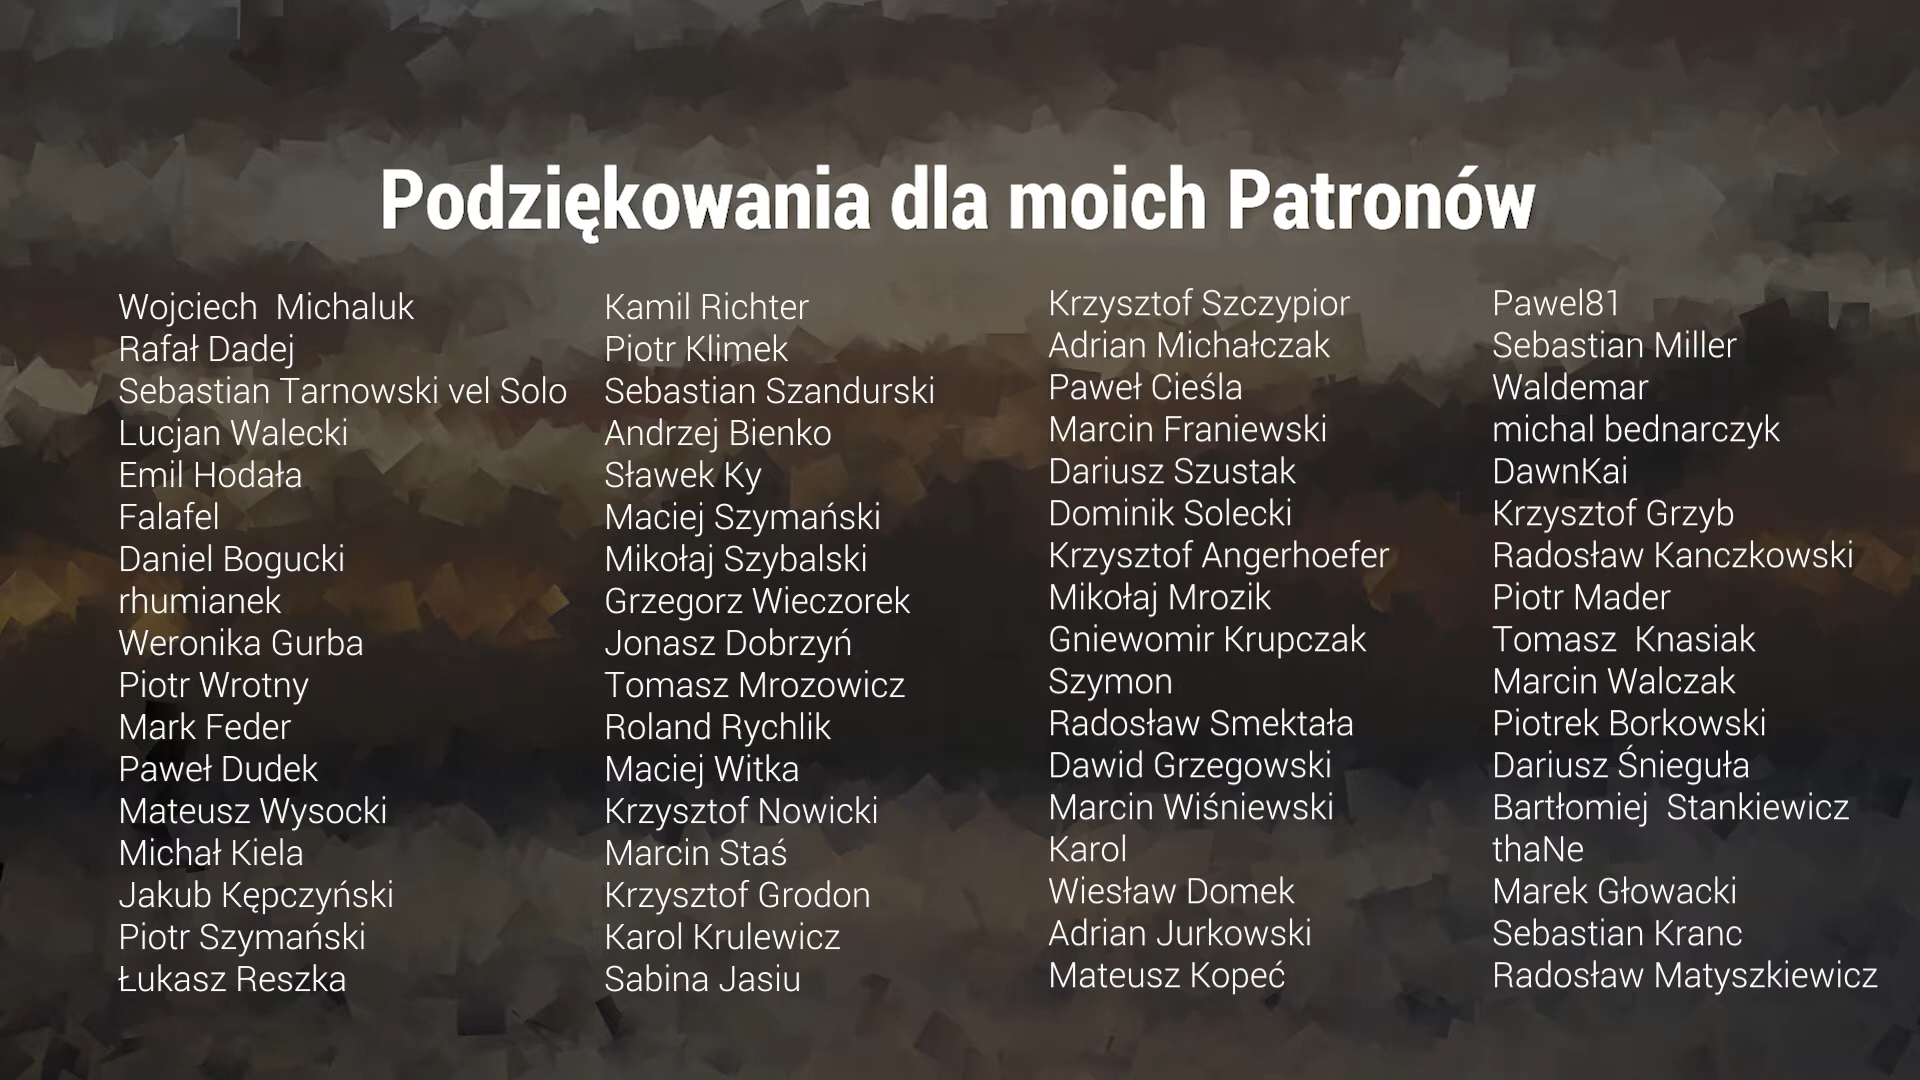 Podziękowania dla moich Patronów
Wojciech  Michaluk
Rafał Dadej
Sebastian Tarnowski vel Solo
Lucjan Walecki
Emil Hodała
Falafel
Daniel Bogucki
rhumianek
Weronika Gurba
Piotr Wrotny
Mark Feder
Paweł Dudek
Mateusz Wysocki
Michał Kiela
Jakub Kępczyński
Piotr Szymański
Łukasz Reszka
Kamil Richter
Piotr Klimek
Sebastian Szandurski
Andrzej Bienko
Sławek Ky
Maciej Szymański
Mikołaj Szybalski
Grzegorz Wieczorek
Jonasz Dobrzyń
Tomasz Mrozowicz
Roland Rychlik
Maciej Witka
Krzysztof Nowicki
Marcin Staś
Krzysztof Grodon
Karol Krulewicz
Sabina Jasiu
Krzysztof Szczypior
Adrian Michałczak
Paweł Cieśla
Marcin Franiewski
Dariusz Szustak
Dominik Solecki
Krzysztof Angerhoefer
Mikołaj Mrozik
Gniewomir Krupczak
Szymon
Radosław Smektała
Dawid Grzegowski
Marcin Wiśniewski
Karol
Wiesław Domek
Adrian Jurkowski
Mateusz Kopeć
Pawel81
Sebastian Miller
Waldemar
michal bednarczyk
DawnKai
Krzysztof Grzyb
Radosław Kanczkowski
Piotr Mader
Tomasz  Knasiak
Marcin Walczak
Piotrek Borkowski
Dariusz Śnieguła
Bartłomiej  Stankiewicz
thaNe
Marek Głowacki
Sebastian Kranc
Radosław Matyszkiewicz